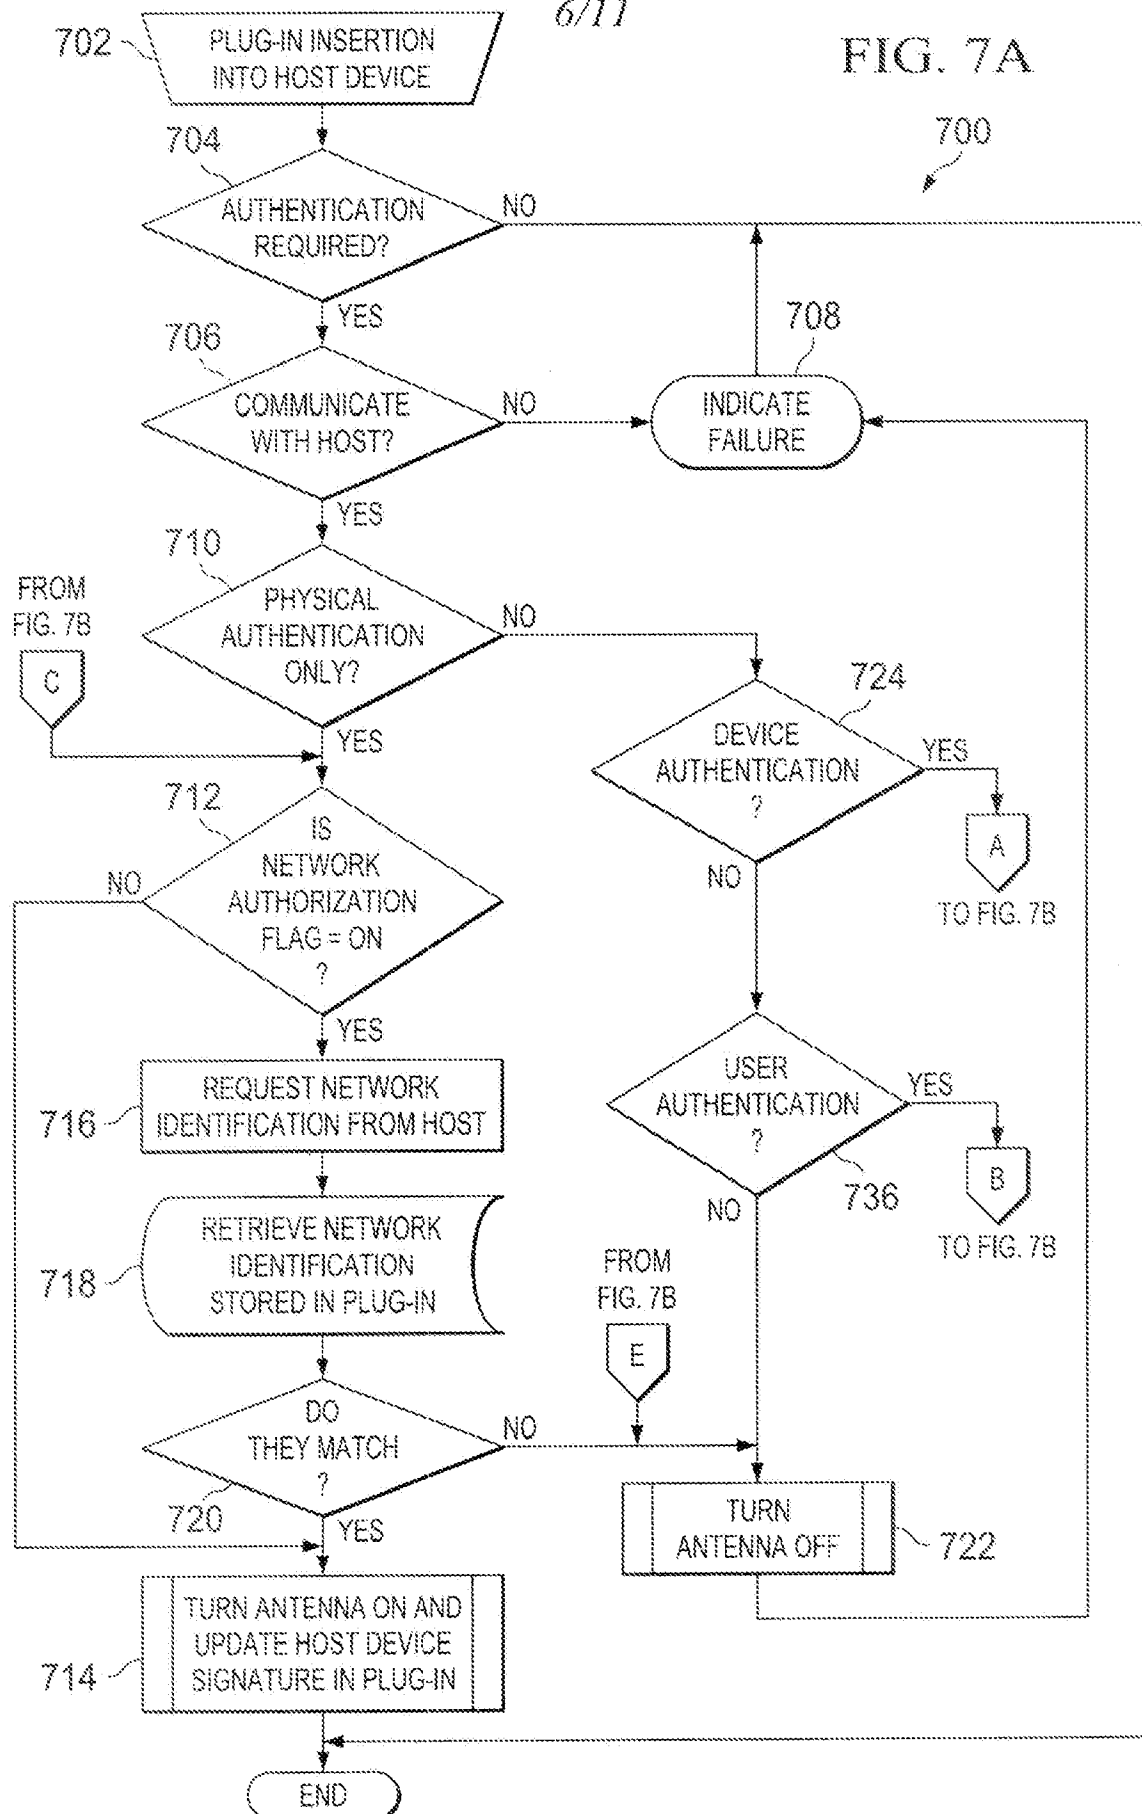 6/11
FIG. 7A
700
702
PLUG-IN INSERTION
INTO HOST DEVICE
704
AUTHENTICATION
REQUIRED?
NO
YES
706
COMMUNICATE
WITH HOST?
NO
YES
708
INDICATE
FAILURE
710
PHYSICAL
AUTHENTICATION
ONLY?
NO
YES
FROM
FIG. 7B
C
712
IS
NETWORK
AUTHORIZATION
FLAG = ON
?
NO
YES
724
DEVICE
AUTHENTICATION
?
YES
NO
A
TO FIG. 7B
716
REQUEST NETWORK
IDENTIFICATION FROM HOST
USER
AUTHENTICATION
?
YES
NO
736
B
TO FIG. 7B
718
RETRIEVE NETWORK
IDENTIFICATION
STORED IN PLUG-IN
FROM
FIG. 7B
E
DO
THEY MATCH
?
720
NO
YES
TURN
ANTENNA OFF
722
714
TURN ANTENNA ON AND
UPDATE HOST DEVICE
SIGNATURE IN PLUG-IN
END